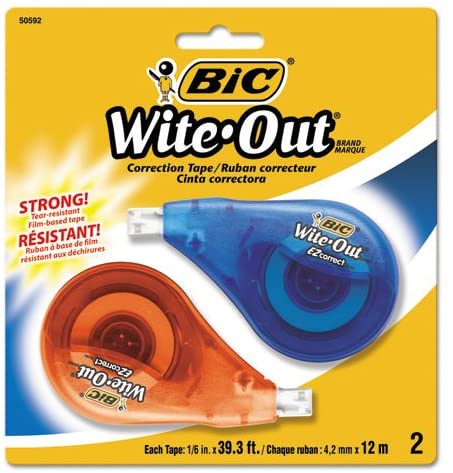 50592
BIC
Wite•Out®
BRAND
MARQUE
Correction Tape/Ruban correcteur
Cinta correctora
STRONG!
Tear-resistant
Film-based tape
RÉSISTANT!
Ruban à base de film
résistant aux déchirures
BIC
Wite•Out
EZcorrect
BIC
Wite•Out
EZcorrect
Each Tape: 1/6 in. x 39.3 ft. / Chaque ruban : 4,2 mm x 12 m
2